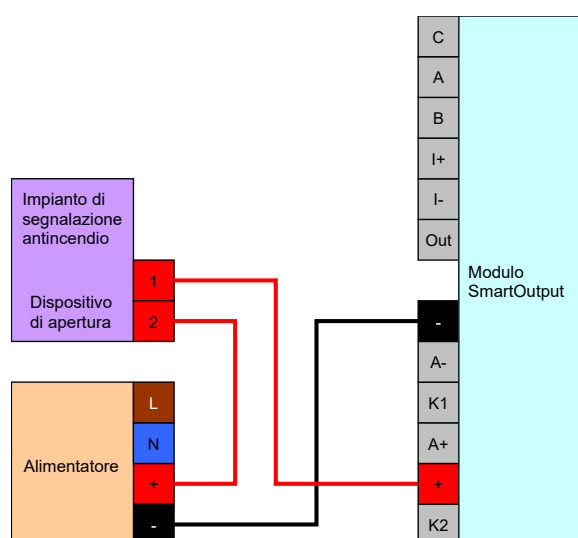 Impianto di
segnalazione
antincendio
Dispositivo
di apertura
1
2
Alimentatore
L
N
+
-
C
A
B
I+
I-
Out
-
A-
K1
A+
+
K2
Modulo
SmartOutput